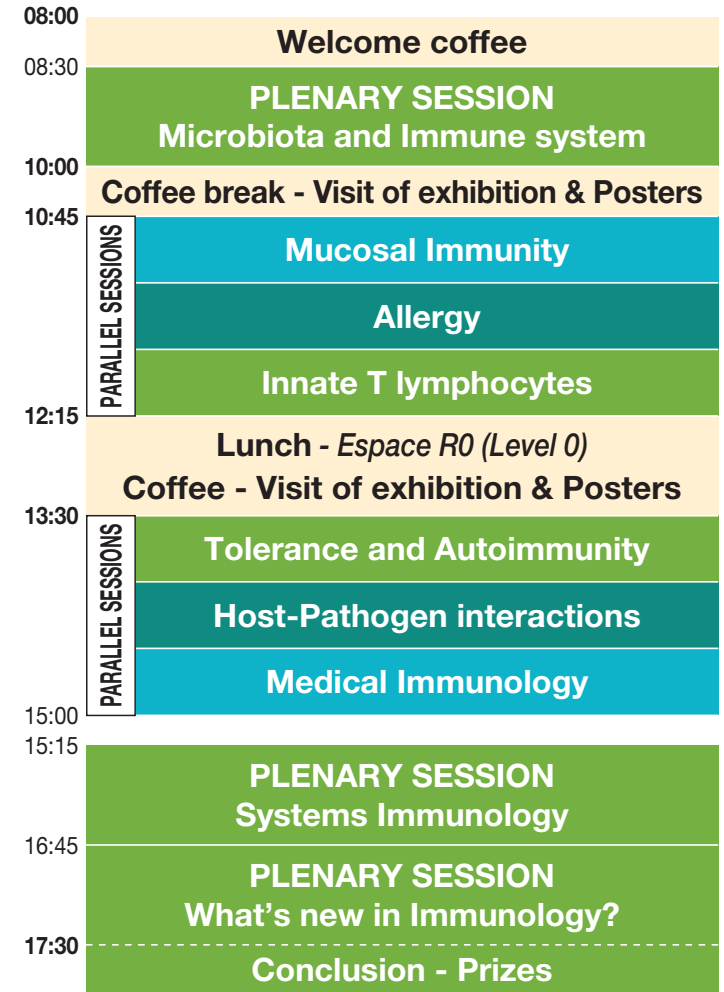 08:00
Welcome coffee
08:30
PLENARY SESSION
Microbiota and Immune system
10:00
Coffee break - Visit of exhibition & Posters
10:45
PARALLEL SESSIONS
Mucosal Immunity
Allergy
Innate T lymphocytes
12:15
Lunch - Espace R0 (Level 0)
Coffee - Visit of exhibition & Posters
13:30
PARALLEL SESSIONS
Tolerance and Autoimmunity
Host-Pathogen interactions
Medical Immunology
15:00
15:15
PLENARY SESSION
Systems Immunology
16:45
PLENARY SESSION
What's new in Immunology?
17:30
Conclusion - Prizes